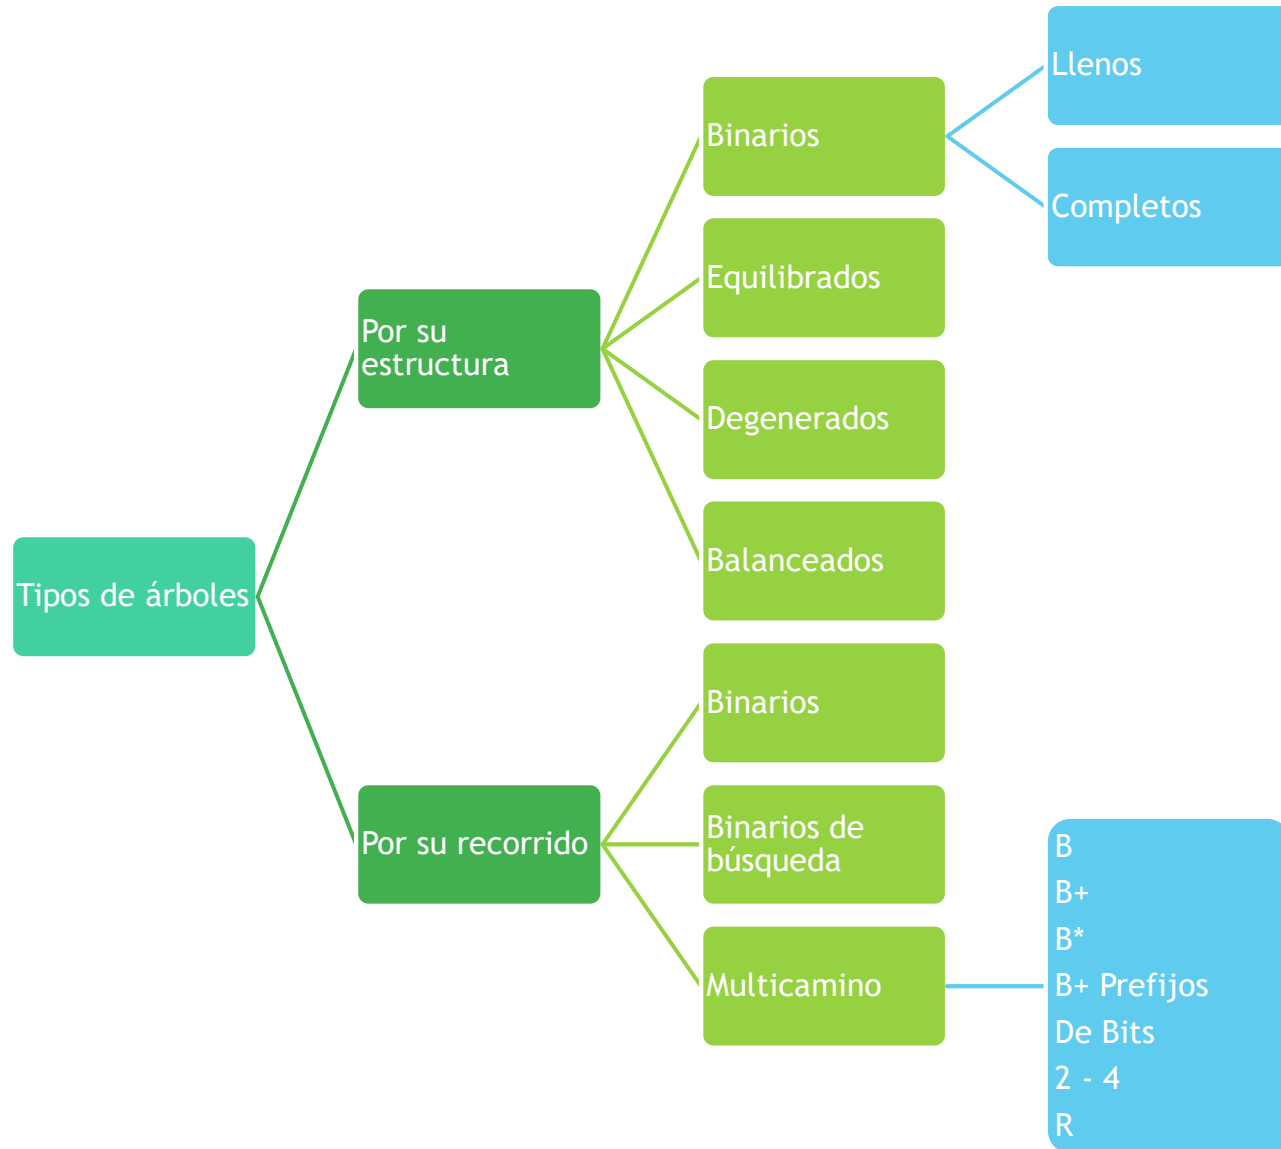 Tipos de árboles
Por su
estructura
Binarios
Llenos
Completos
Equilibrados
Degenerados
Balanceados
Por su recorrido
Binarios
Binarios de
búsqueda
Multicamino
B
B+
B*
B+ Prefijos
De Bits
2 - 4
R